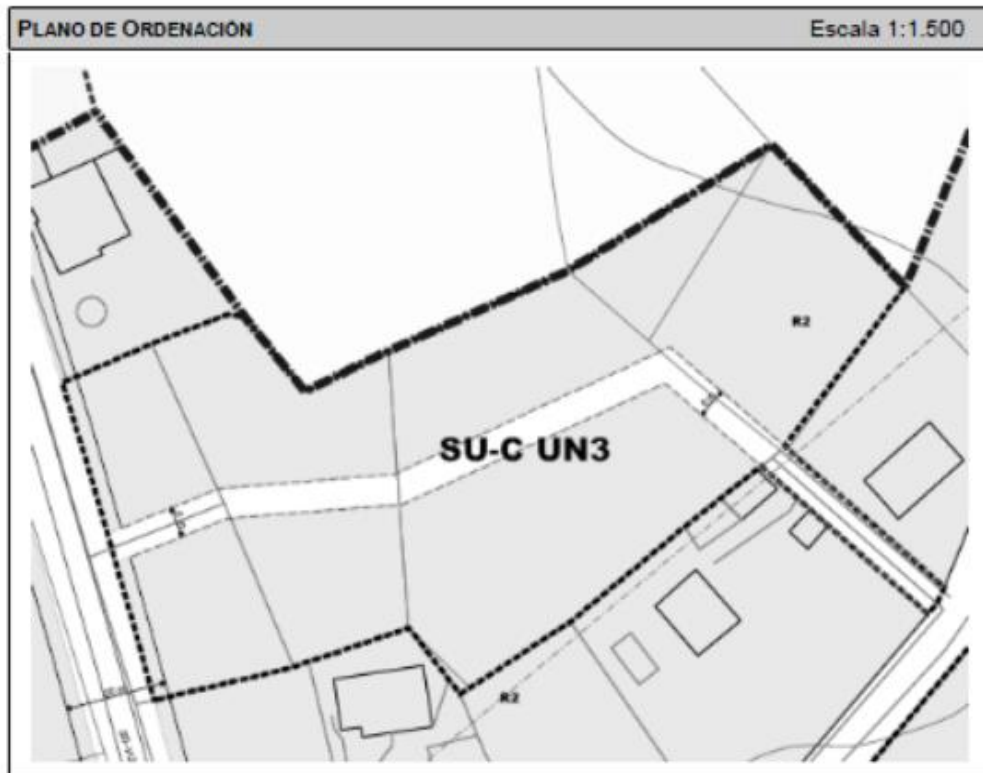 PLANO DE ORDENACIÓN
Escala 1:1.500
R2
SU-C UN3
R2